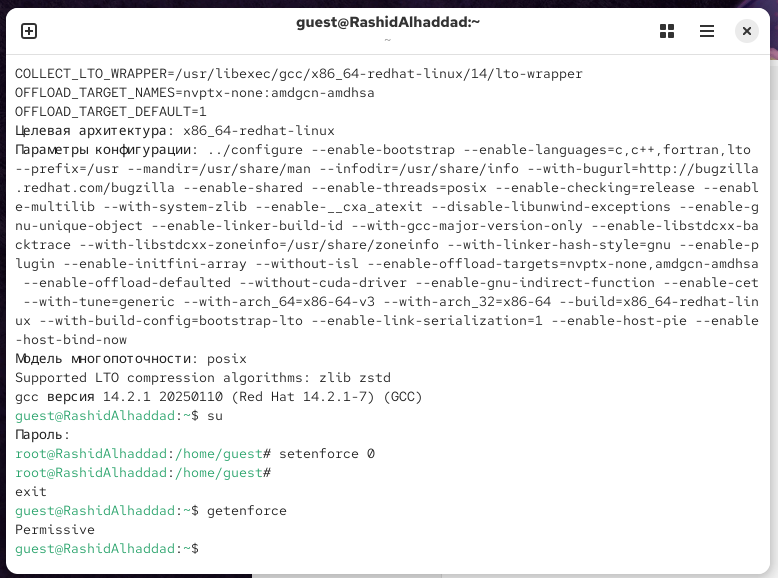 guest@RashidAlhaddad:~
~
COLLECT_LTO_WRAPPER=/usr/libexec/gcc/x86_64-redhat-linux/14/lto-wrapper
OFFLOAD_TARGET_NAMES=nvptx-none:amdgcn-amdhsa
OFFLOAD_TARGET_DEFAULT=1
Целевая архитектура: x86_64-redhat-linux
Параметры конфигурации: ../configure --enable-bootstrap --enable-languages=c,c++,fortran,lto
--prefix=/usr --mandir=/usr/share/man --infodir=/usr/share/info --with-bugurl=http://bugzilla
.redhat.com/bugzilla --enable-shared --enable-threads=posix --enable-checking=release --enabl
e-multilib --with-system-zlib --enable-__cxa_atexit --disable-libunwind-exceptions --enable-g
nu-unique-object --enable-linker-build-id --with-gcc-major-version-only --enable-libstdcxx-ba
cktrace --with-libstdcxx-zoneinfo=/usr/share/zoneinfo --with-linker-hash-style=gnu --enable-p
lugin --enable-initfini-array --without-isl --enable-offload-targets=nvptx-none,amdgcn-amdhsa
 --enable-offload-defaulted --without-cuda-driver --enable-gnu-indirect-function --enable-cet
 --with-tune=generic --with-arch_64=x86-64-v3 --with-arch_32=x86-64 --build=x86_64-redhat-lin
ux --with-build-config=bootstrap-lto --enable-link-serialization=1 --enable-host-pie --enable
-host-bind-now
Модель многопоточности: posix
Supported LTO compression algorithms: zlib zstd
gcc версия 14.2.1 20250110 (Red Hat 14.2.1-7) (GCC)
guest@RashidAlhaddad:~$ su
Пароль:
root@RashidAlhaddad:/home/guest# setenforce 0
root@RashidAlhaddad:/home/guest#
exit
guest@RashidAlhaddad:~$ getenforce
Permissive
guest@RashidAlhaddad:~$